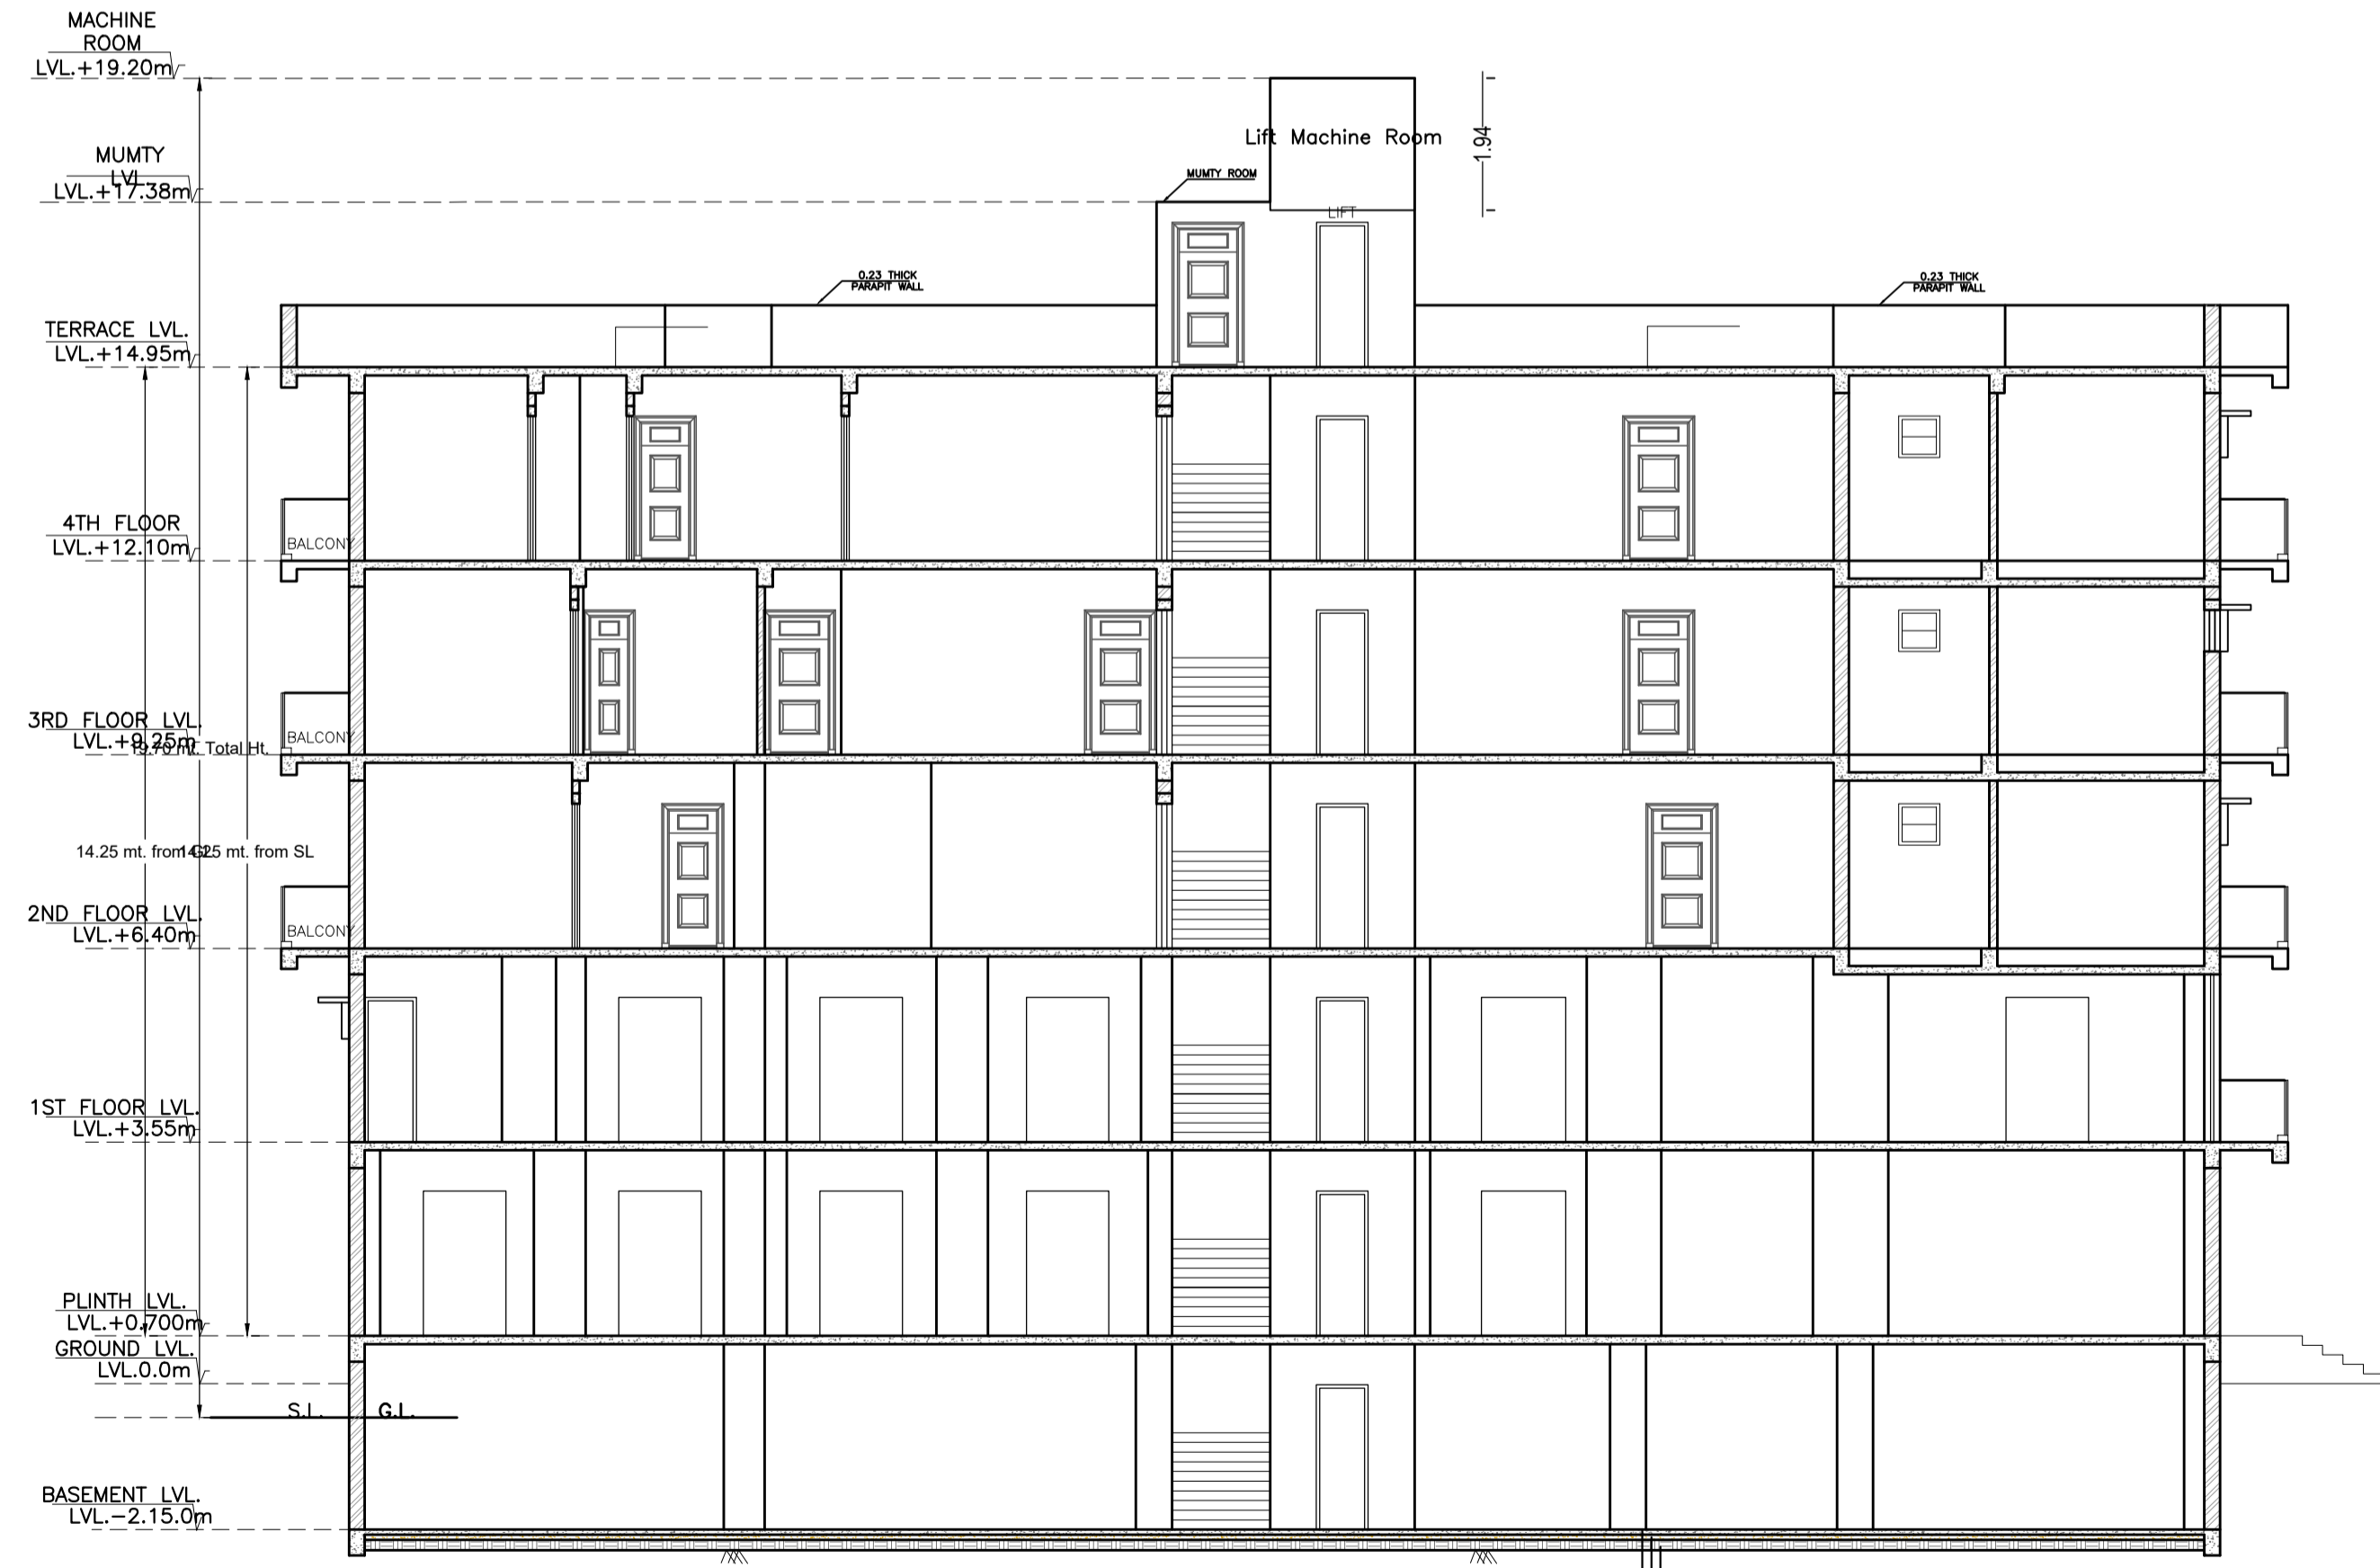 MACHINE
ROOM
LVL.+19.20m
Lift Machine Room
1.94
MUMTY
LVL.
LVL.+17.38m
MUMTY ROOM
LIFT
0.23 THICK
PARAPIT WALL
0.23 THICK
PARAPIT WALL
TERRACE LVL.
LVL.+14.95m
4TH FLOOR
LVL.+12.10m
BALCONY
3RD FLOOR LVL.
LVL.+9.25m
BALCONY
19.70 mt. Total Ht.
14.25 mt. from GL
14.25 mt. from SL
2ND FLOOR LVL.
LVL.+6.40m
BALCONY
1ST FLOOR LVL.
LVL.+3.55m
PLINTH LVL.
LVL.+0.700m
GROUND LVL.
LVL.0.0m
S.L. G.L.
BASEMENT LVL.
LVL.-2.15.0m